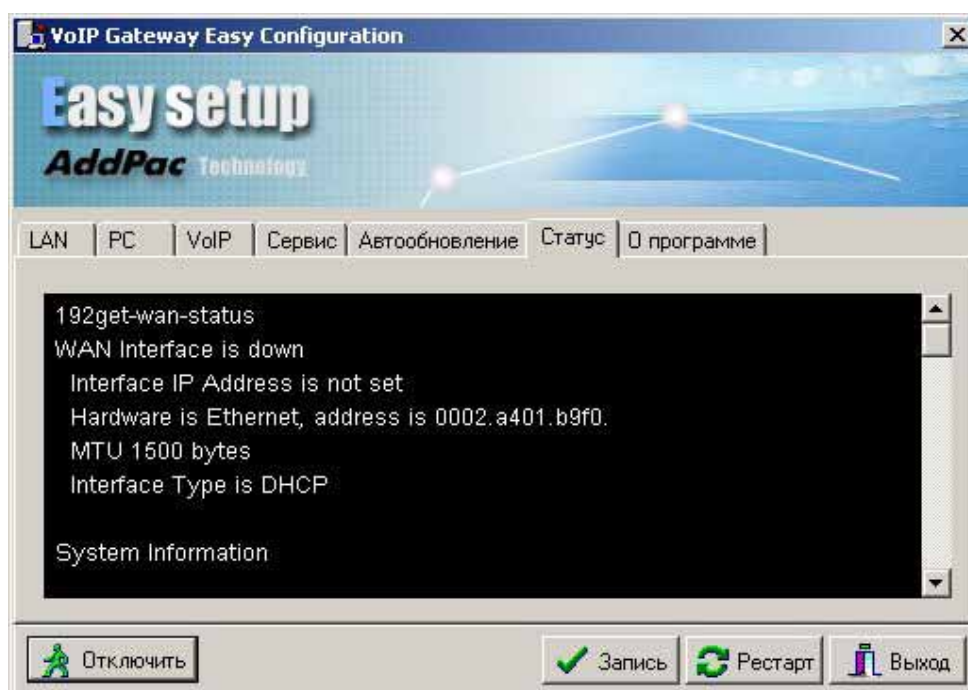 VoIP Gateway Easy Configuration
Easy setup
AddPac Technology
LAN PC VoIP Сервис Автообновление Статус О программе
192get-wan-status
WAN Interface is down
Interface IP Address is not set
Hardware is Ethernet, address is 0002.a401.b9f0.
MTU 1500 bytes
Interface Type is DHCP
System Information
Отключить Запись Рестарт Выход